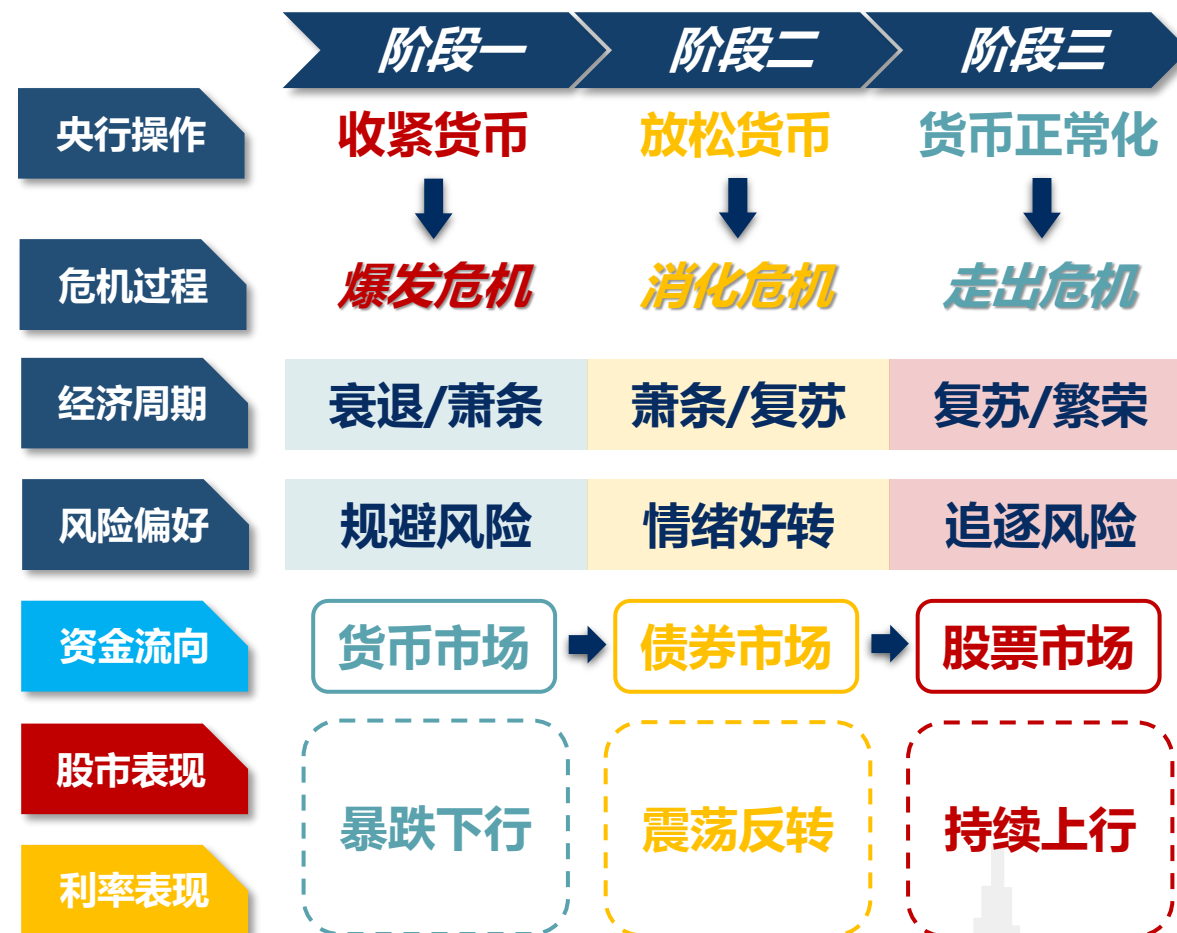 阶段一 阶段二 阶段三
央行操作 收紧货币 放松货币 货币正常化
危机过程 爆发危机 消化危机 走出危机
经济周期 衰退/萧条 萧条/复苏 复苏/繁荣
风险偏好 规避风险 情绪好转 追逐风险
资金流向 货币市场 债券市场 股票市场
股市表现
暴跌下行 震荡反转 持续上行
利率表现